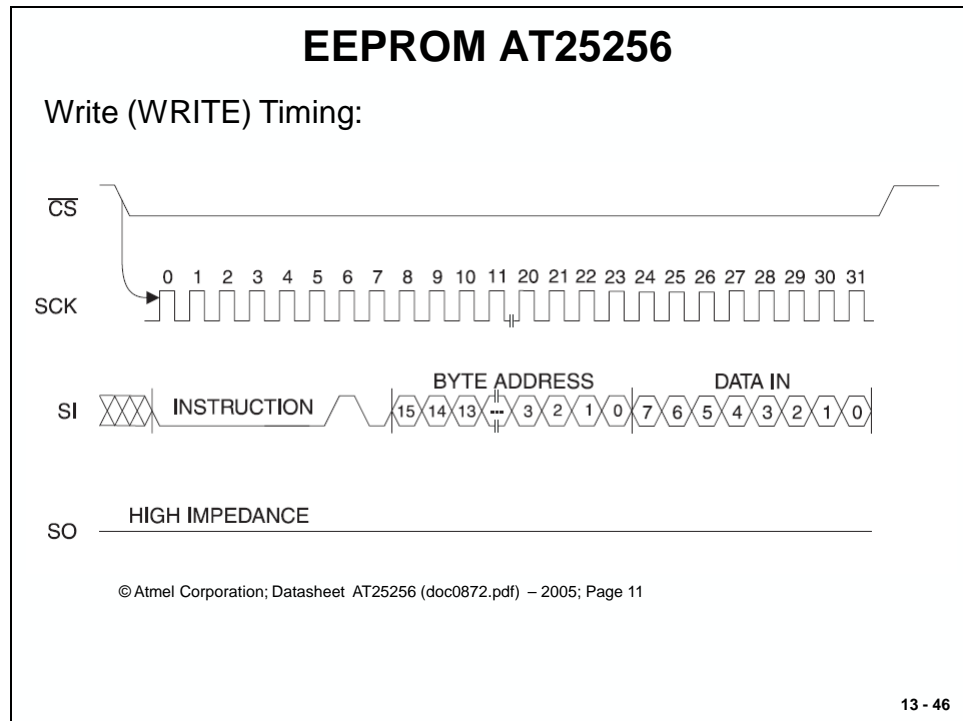 EEPROM AT25256
Write (WRITE) Timing:
CS
0 1 2 3 4 5 6 7 8 9 10 11 20 21 22 23 24 25 26 27 28 29 30 31
SCK
BYTE ADDRESS DATA IN
SI INSTRUCTION 15 14 13 --- 3 2 1 0 7 6 5 4 3 2 1 0
HIGH IMPEDANCE
SO
© Atmel Corporation; Datasheet AT25256 (doc0872.pdf) – 2005; Page 11
13 - 46